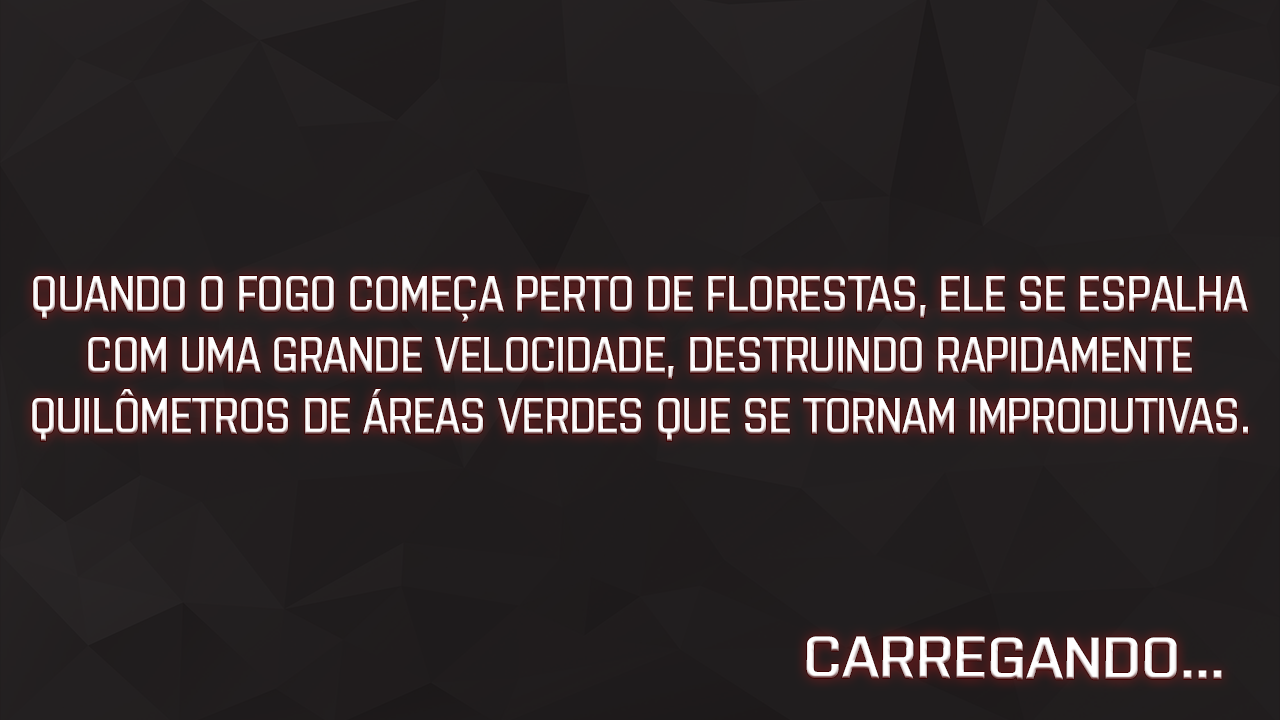 QUANDO O FOGO COMEÇA PERTO DE FLORESTAS, ELE SE ESPALHA
COM UMA GRANDE VELOCIDADE, DESTRUINDO RAPIDAMENTE
QUILÔMETROS DE ÁREAS VERDES QUE SE TORNAM IMPRODUTIVAS.
CARREGANDO...